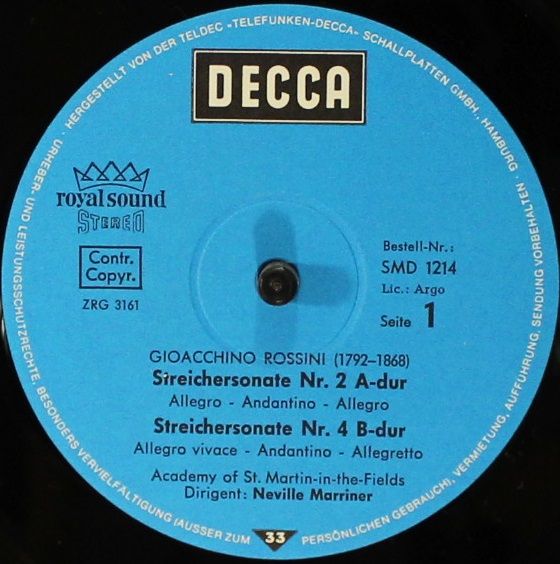 · HERGESTELLT VON DER TELDEC »TELEFUNKEN-DECCA« SCHALLPLATTEN GMBH., HAMBURG ·
DECCA
royal sound
STEREO
Contr.
Copyr.
ZRG 3161
Bestell-Nr.:
SMD 1214
Lic.: Argo
Seite 1
GIOACCHINO ROSSINI (1792–1868)
Streichersonate Nr. 2 A-dur
Allegro - Andantino - Allegro
Streichersonate Nr. 4 B-dur
Allegro vivace - Andantino - Allegretto
Academy of St. Martin-in-the-Fields
Dirigent: Neville Marriner
URHEBER- UND LEISTUNGSSCHUTZRECHTE, BESONDERS VERVIELFÄLTIGUNG (AUSSER ZUM
33
PERSÖNLICHEN GEBRAUCH), VERMIETUNG, AUFFÜHRUNG, SENDUNG VORBEHALTEN